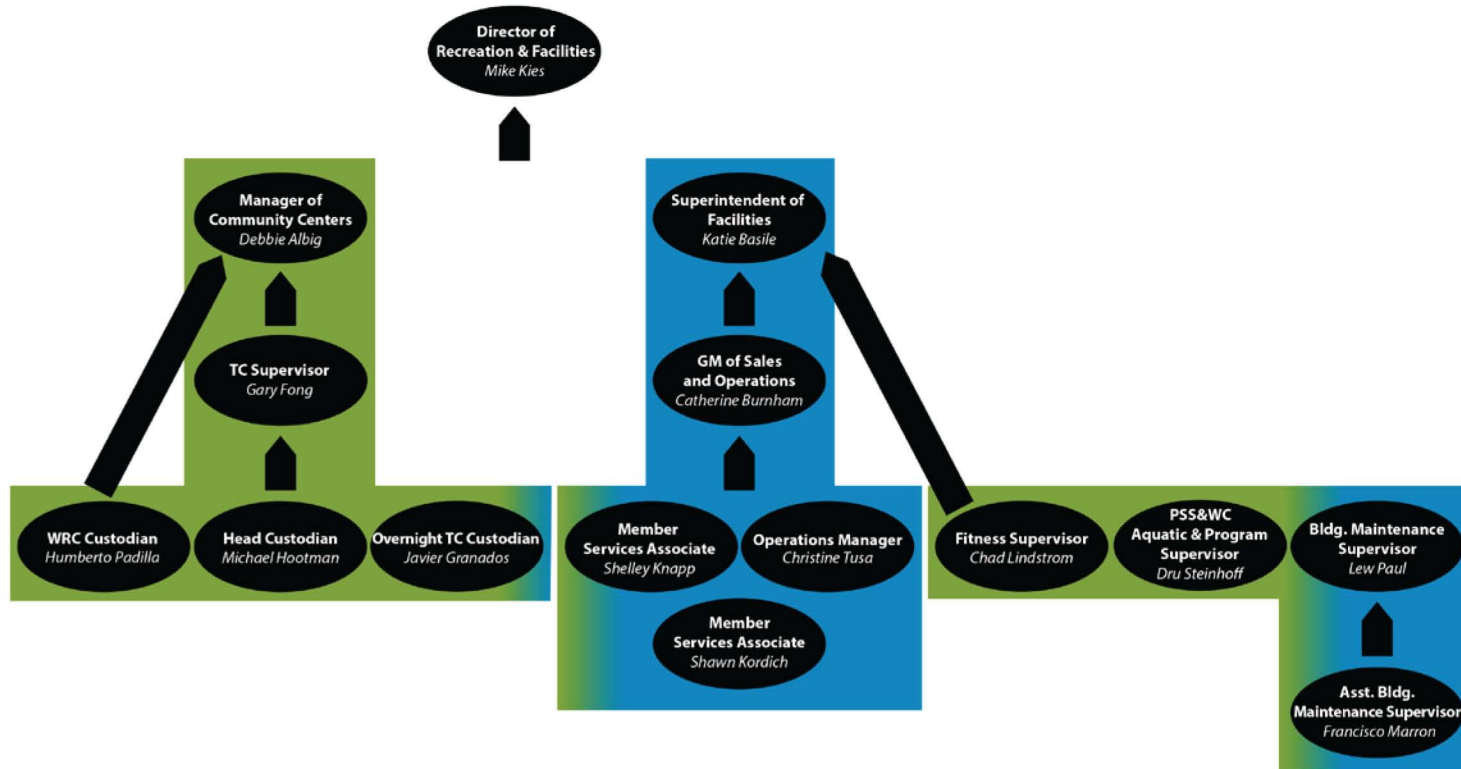 Director of
Recreation & Facilities
Mike Kies
Manager of
Community Centers
Debbie Albig
Superintendent of
Facilities
Katie Basile
TC Supervisor
Gary Fong
GM of Sales
and Operations
Catherine Burnham
WRC Custodian
Humberto Padilla
Head Custodian
Michael Hootman
Overnight TC Custodian
Javier Granados
Member
Services Associate
Shelley Knapp
Operations Manager
Christine Tusa
Fitness Supervisor
Chad Lindstrom
PSS&WC
Aquatic & Program
Supervisor
Dru Steinhoff
Bldg. Maintenance
Supervisor
Lew Paul
Member
Services Associate
Shawn Kordich
Asst. Bldg.
Maintenance Supervisor
Francisco Marron